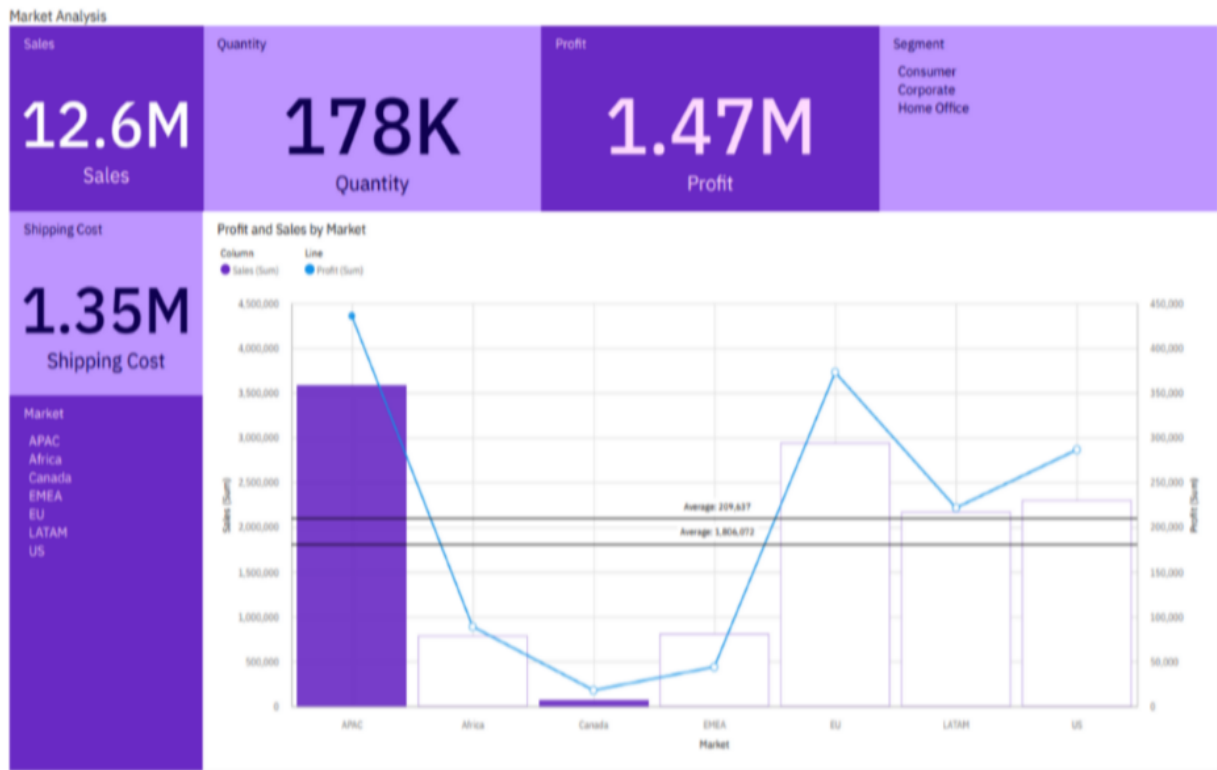 Market Analysis
Sales
12.6M
Sales
Quantity
178K
Quantity
Profit
1.47M
Profit
Segment
Consumer
Corporate
Home Office
Shipping Cost
1.35M
Shipping Cost
Market
APAC
Africa
Canada
EMEA
EU
LATAM
US
Profit and Sales by Market
Column
Sales (Sum)
Line
Profit (Sum)
Sales (Sum)
4,500,000
4,000,000
3,500,000
3,000,000
2,500,000
2,000,000
1,500,000
1,000,000
500,000
0
Average: 209,637
Average: 1,806,072
450,000
400,000
350,000
300,000
250,000
200,000
150,000
100,000
50,000
0
Profit (Sum)
APAC
Africa
Canada
EMEA
EU
LATAM
US
Market